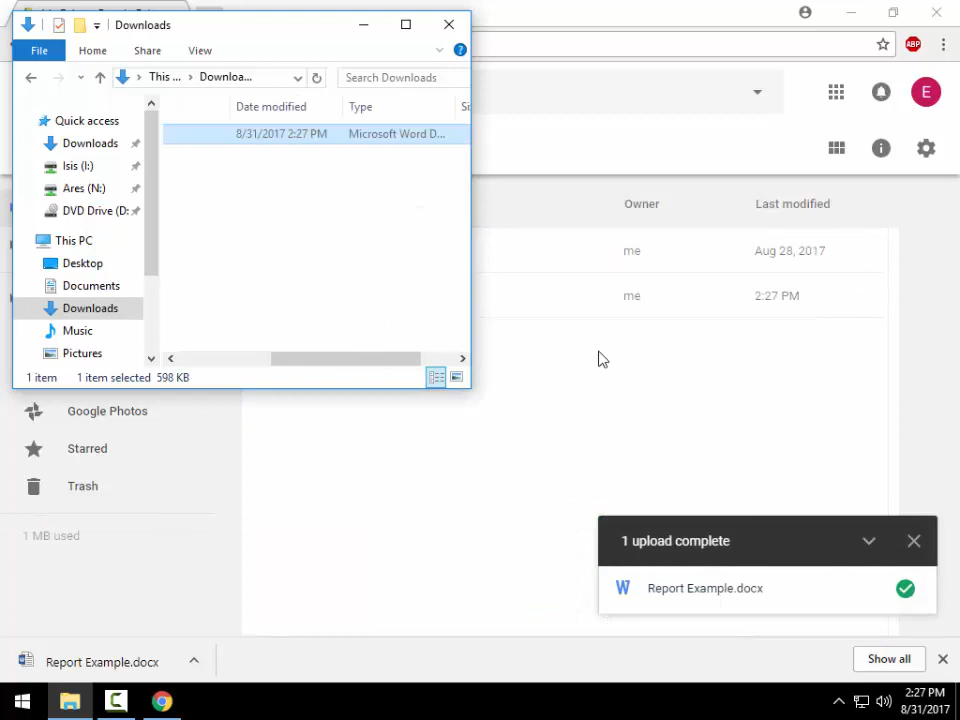 Downloads
File Home Share View
This ... Downloa... Search Downloads
Date modified Type Si
8/31/2017 2:27 PM Microsoft Word D...
Quick access
Downloads
Isis (I:)
Ares (N:)
DVD Drive (D:
This PC
Desktop
Documents
Downloads
Music
Pictures
1 item 1 item selected 598 KB
ABP
E
Owner Last modified
me Aug 28, 2017
me 2:27 PM
Google Photos
Starred
Trash
1 MB used
1 upload complete
Report Example.docx
Report Example.docx
Show all
2:27 PM
8/31/2017